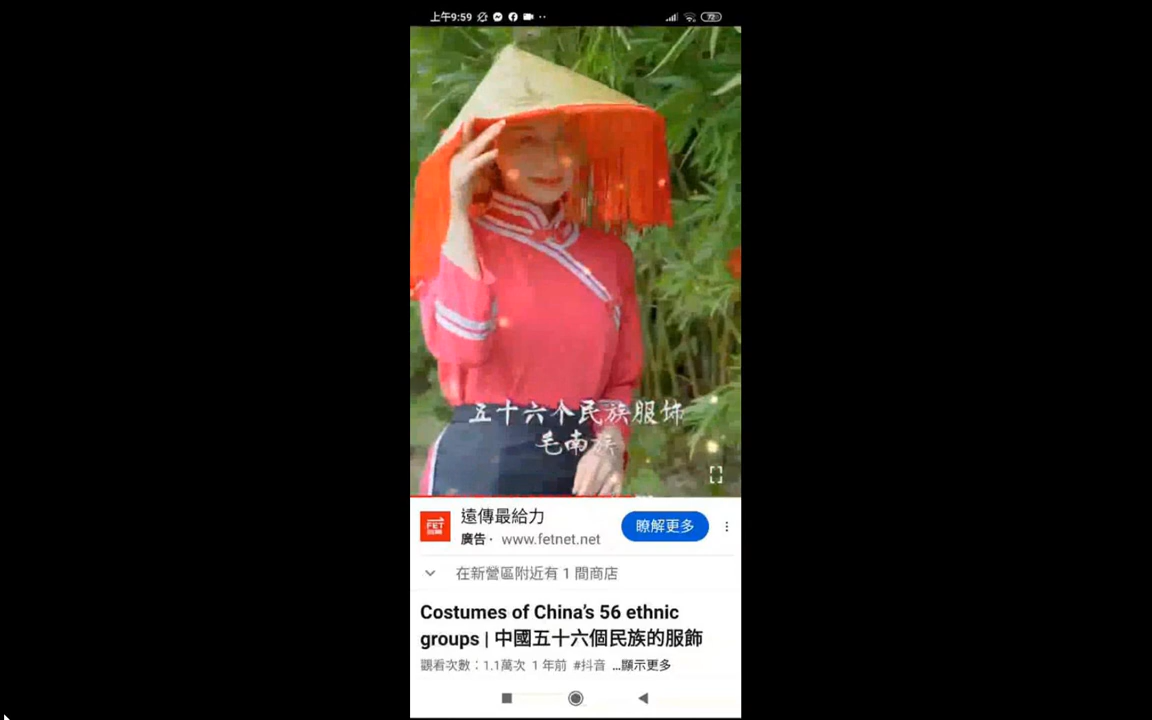 上午9:59
72
五十六个民族服饰
毛南族
FET
遠傳最給力
廣告 · www.fetnet.net
瞭解更多
在新營區附近有 1 間商店
Costumes of China's 56 ethnic
groups | 中國五十六個民族的服飾
觀看次數：1.1萬次 1 年前 #抖音 ...顯示更多